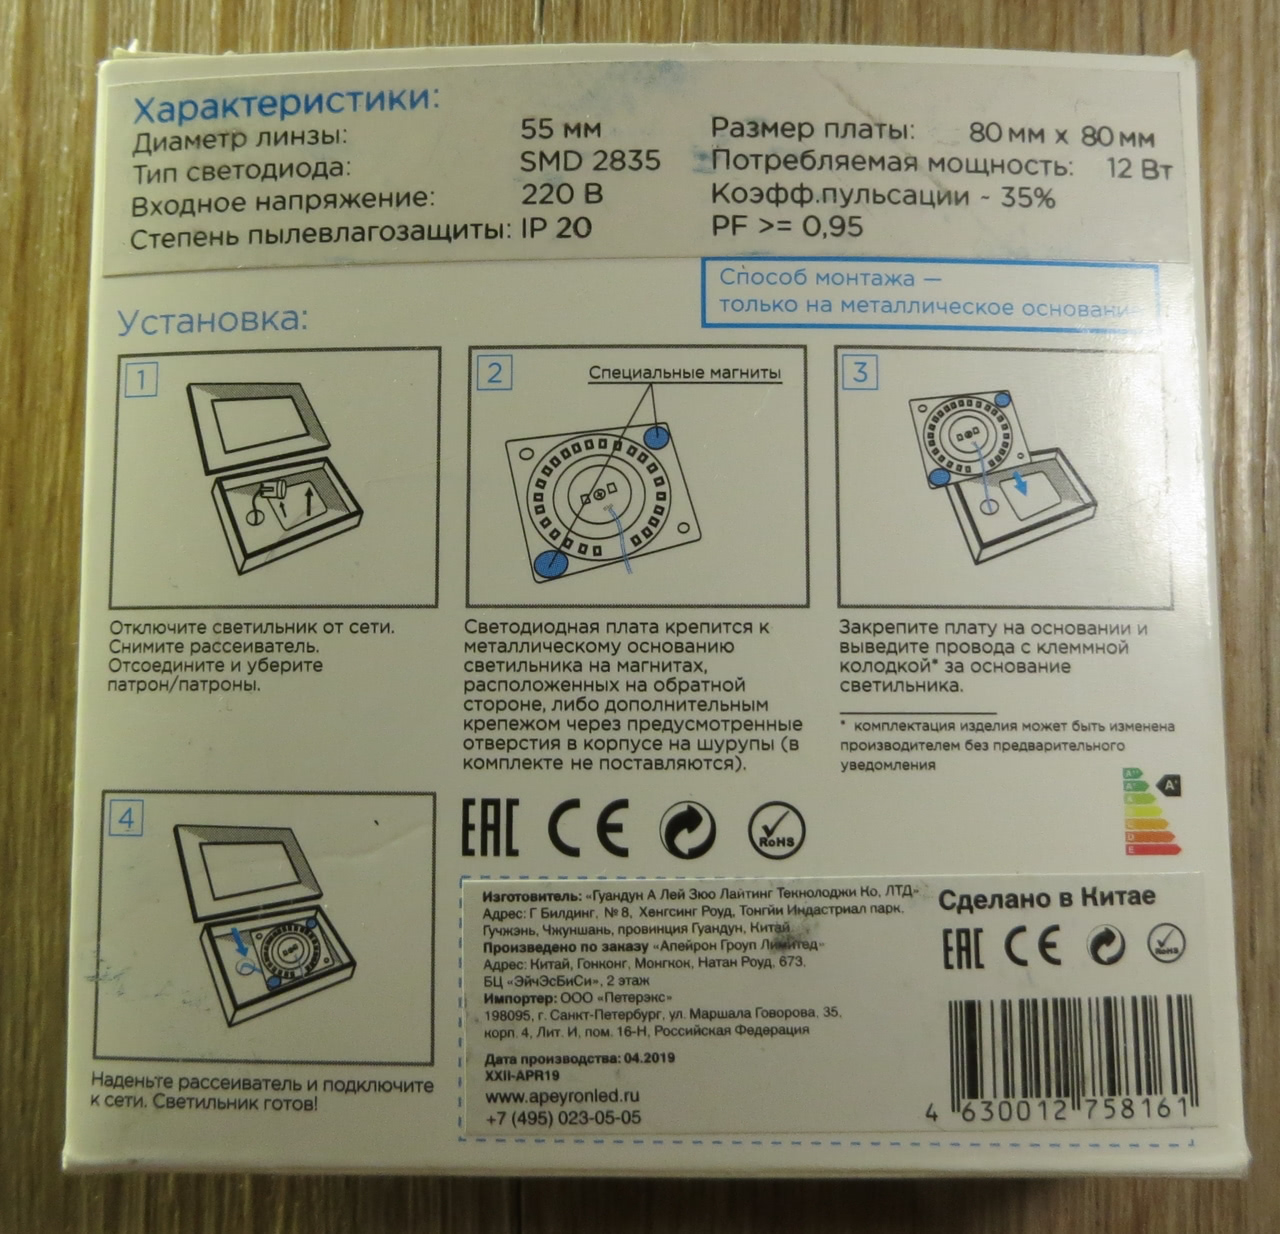 Характеристики:
Диаметр линзы: 55 мм
Тип светодиода: SMD 2835
Входное напряжение: 220 В
Степень пылевлагозащиты: IP 20
Размер платы: 80 мм x 80 мм
Потребляемая мощность: 12 Вт
Коэфф.пульсации ~ 35%
PF >= 0,95
Способ монтажа —
только на металлическое основание
Установка:
1
Отключите светильник от сети.
Снимите рассеиватель.
Отсоедините и уберите
патрон/патроны.
2
Специальные магниты
Светодиодная плата крепится к
металлическому основанию
светильника на магнитах,
расположенных на обратной
стороне, либо дополнительным
крепежом через предусмотренные
отверстия в корпусе на шурупы (в
комплекте не поставляются).
3
Закрепите плату на основании и
выведите провода с клеммной
колодкой* за основание
светильника.
* комплектация изделия может быть изменена
производителем без предварительного
уведомления
4
Наденьте рассеиватель и подключите
к сети. Светильник готов!
EAC CE RoHS
A+
Изготовитель: «Гуандун А Лей Зюо Лайтинг Текнолоджи Ко, ЛТД»
Адрес: Г Билдинг, № 8, Хенгсинг Роуд, Тонгйи Индастриал парк,
Гучжэнь, Чжуншань, провинция Гуандун, Китай
Произведено по заказу «Апейрон Гроуп Лимитед»
Адрес: Китай, Гонконг, Монгкок, Натан Роуд, 673,
БЦ «ЭйчЭсБиСи», 2 этаж
Импортер: ООО «Петерэкс»
198095, г. Санкт-Петербург, ул. Маршала Говорова, 35,
корп. 4, Лит. И, пом. 16-Н, Российская Федерация
Дата производства: 04.2019
XXII-APR19
www.apeyronled.ru
+7 (495) 023-05-05
Сделано в Китае
EAC CE RoHS
4 630012 758161